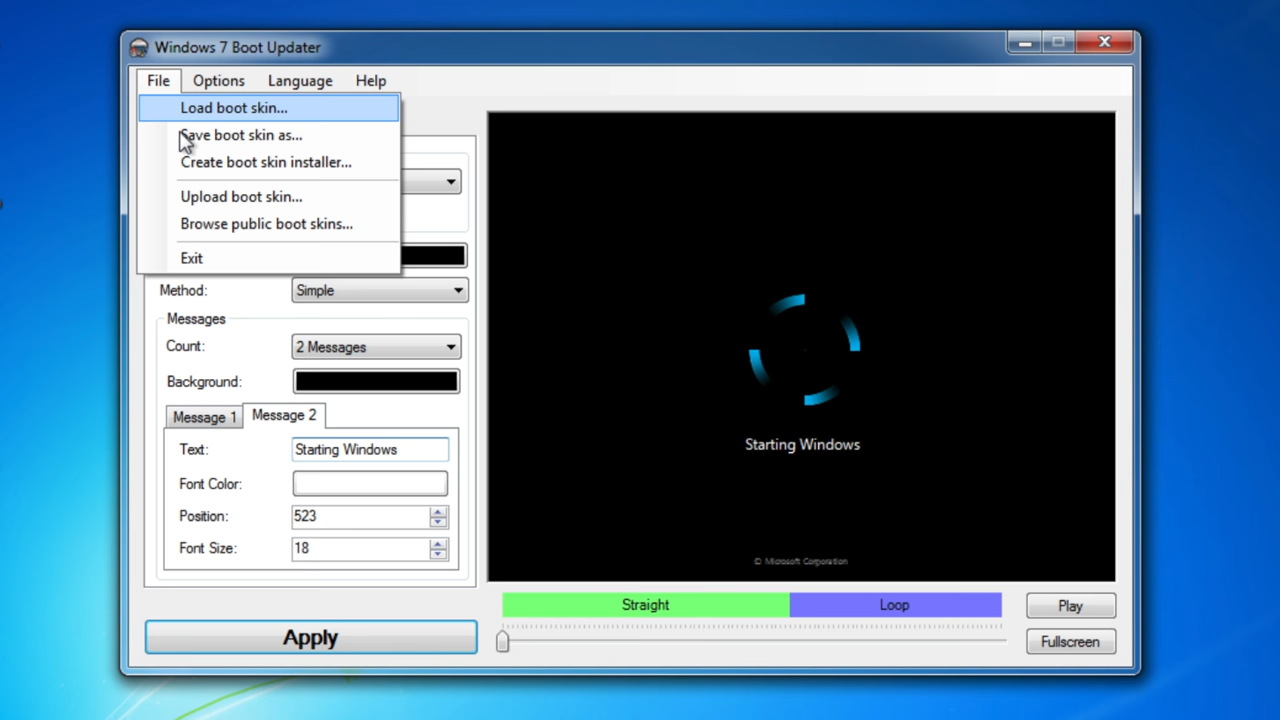 Windows 7 Boot Updater
File Options Language Help
Load boot skin...
Save boot skin as...
Create boot skin installer...
Upload boot skin...
Browse public boot skins...
Exit
Method: Simple
Messages
Count: 2 Messages
Background:
Message 1 Message 2
Text: Starting Windows
Font Color:
Position: 523
Font Size: 18
Apply
Starting Windows
© Microsoft Corporation
Straight Loop
Play
Fullscreen